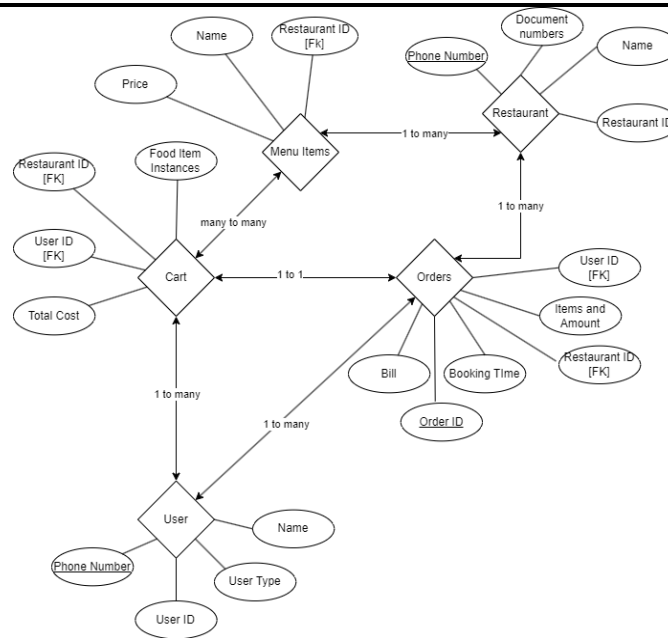 Document
numbers
Restaurant ID
[Fk]
Name
Phone Number
Name
Price
Restaurant
Restaurant ID
1 to many
Menu Items
Food Item
Instances
Restaurant ID
[FK]
1 to many
many to many
User ID
[FK]
User ID
[FK]
Cart
1 to 1
Orders
Items and
Amount
Total Cost
Restaurant ID
[FK]
Bill
Booking TIme
1 to many
Order ID
1 to many
User
Name
Phone Number
User Type
User ID